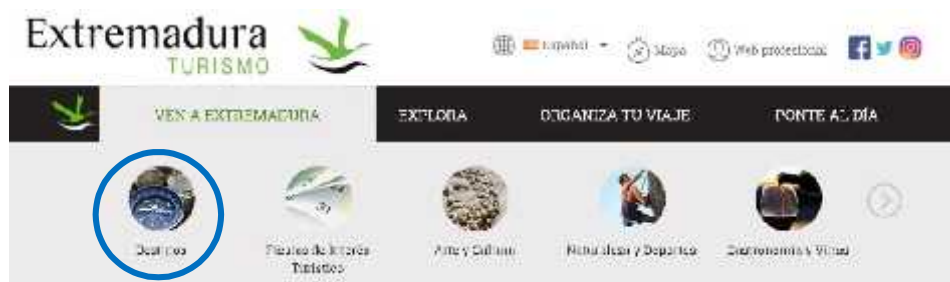 Extremadura
TURISMO
Español
Mapa
Web profesional
VEN A EXTREMADURA
EXPLORA
ORGANIZA TU VIAJE
PONTE AL DÍA
Destinos
Fiestas de Interés
Turístico
Arte y Cultura
Naturaleza y Deportes
Gastronomía y Vinos